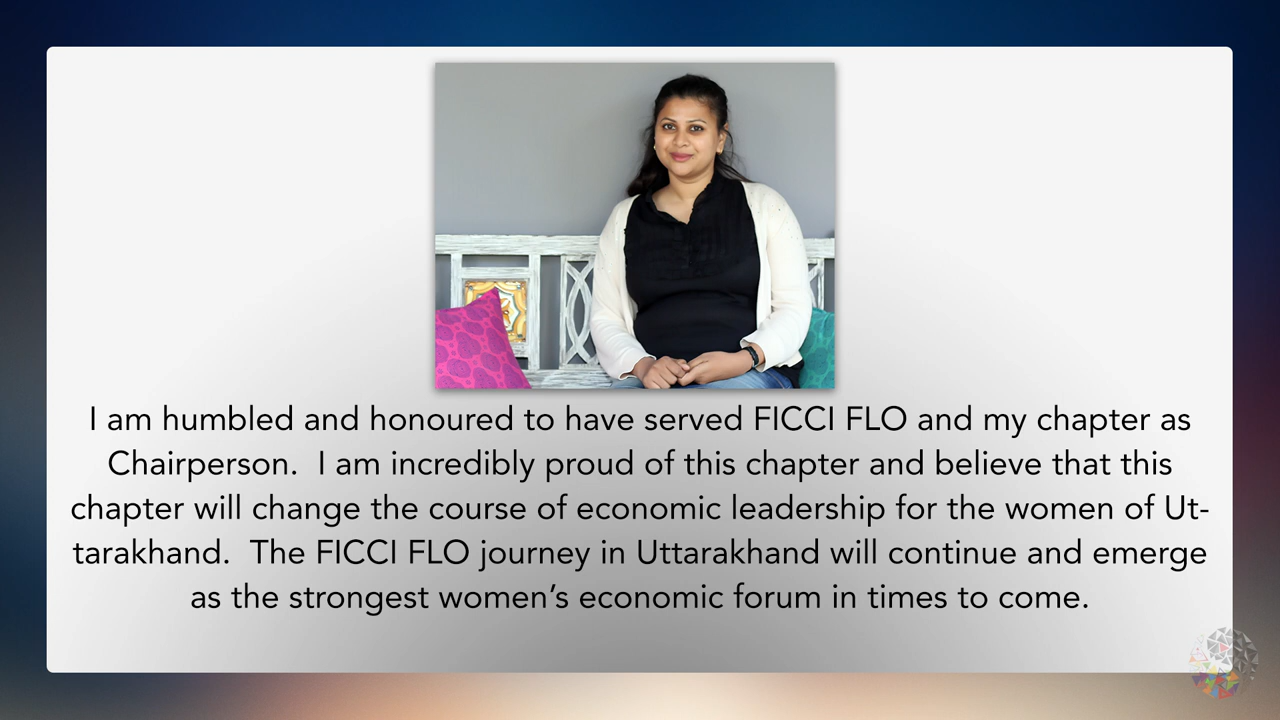 I am humbled and honoured to have served FICCI FLO and my chapter as
Chairperson.  I am incredibly proud of this chapter and believe that this
chapter will change the course of economic leadership for the women of Ut-
tarakhand.  The FICCI FLO journey in Uttarakhand will continue and emerge
as the strongest women’s economic forum in times to come.